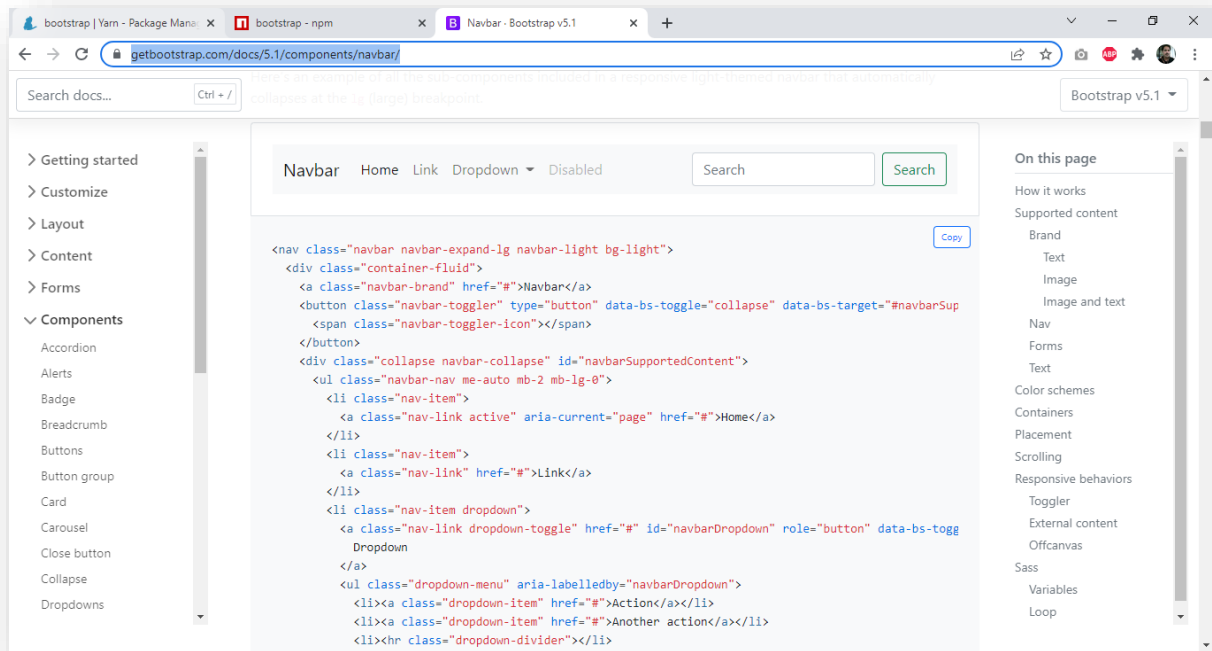 bootstrap | Yarn - Package Mana
bootstrap - npm
B Navbar · Bootstrap v5.1
getbootstrap.com/docs/5.1/components/navbar/
ABP
Here's an example of all the sub-components included in a responsive light-themed navbar that automatically
collapses at the lg (large) breakpoint.
Search docs...
Ctrl + /
Bootstrap v5.1
Getting started
Customize
Layout
Content
Forms
Components
Accordion
Alerts
Badge
Breadcrumb
Buttons
Button group
Card
Carousel
Close button
Collapse
Dropdowns
Navbar Home Link Dropdown Disabled Search Search
Copy
<nav class="navbar navbar-expand-lg navbar-light bg-light">
<div class="container-fluid">
<a class="navbar-brand" href="#">Navbar</a>
<button class="navbar-toggler" type="button" data-bs-toggle="collapse" data-bs-target="#navbarSup
<span class="navbar-toggler-icon"></span>
</button>
<div class="collapse navbar-collapse" id="navbarSupportedContent">
<ul class="navbar-nav me-auto mb-2 mb-lg-0">
<li class="nav-item">
<a class="nav-link active" aria-current="page" href="#">Home</a>
</li>
<li class="nav-item">
<a class="nav-link" href="#">Link</a>
</li>
<li class="nav-item dropdown">
<a class="nav-link dropdown-toggle" href="#" id="navbarDropdown" role="button" data-bs-togg
Dropdown
</a>
<ul class="dropdown-menu" aria-labelledby="navbarDropdown">
<li><a class="dropdown-item" href="#">Action</a></li>
<li><a class="dropdown-item" href="#">Another action</a></li>
<li><hr class="dropdown-divider"></li>
On this page
How it works
Supported content
Brand
Text
Image
Image and text
Nav
Forms
Text
Color schemes
Containers
Placement
Scrolling
Responsive behaviors
Toggler
External content
Offcanvas
Sass
Variables
Loop